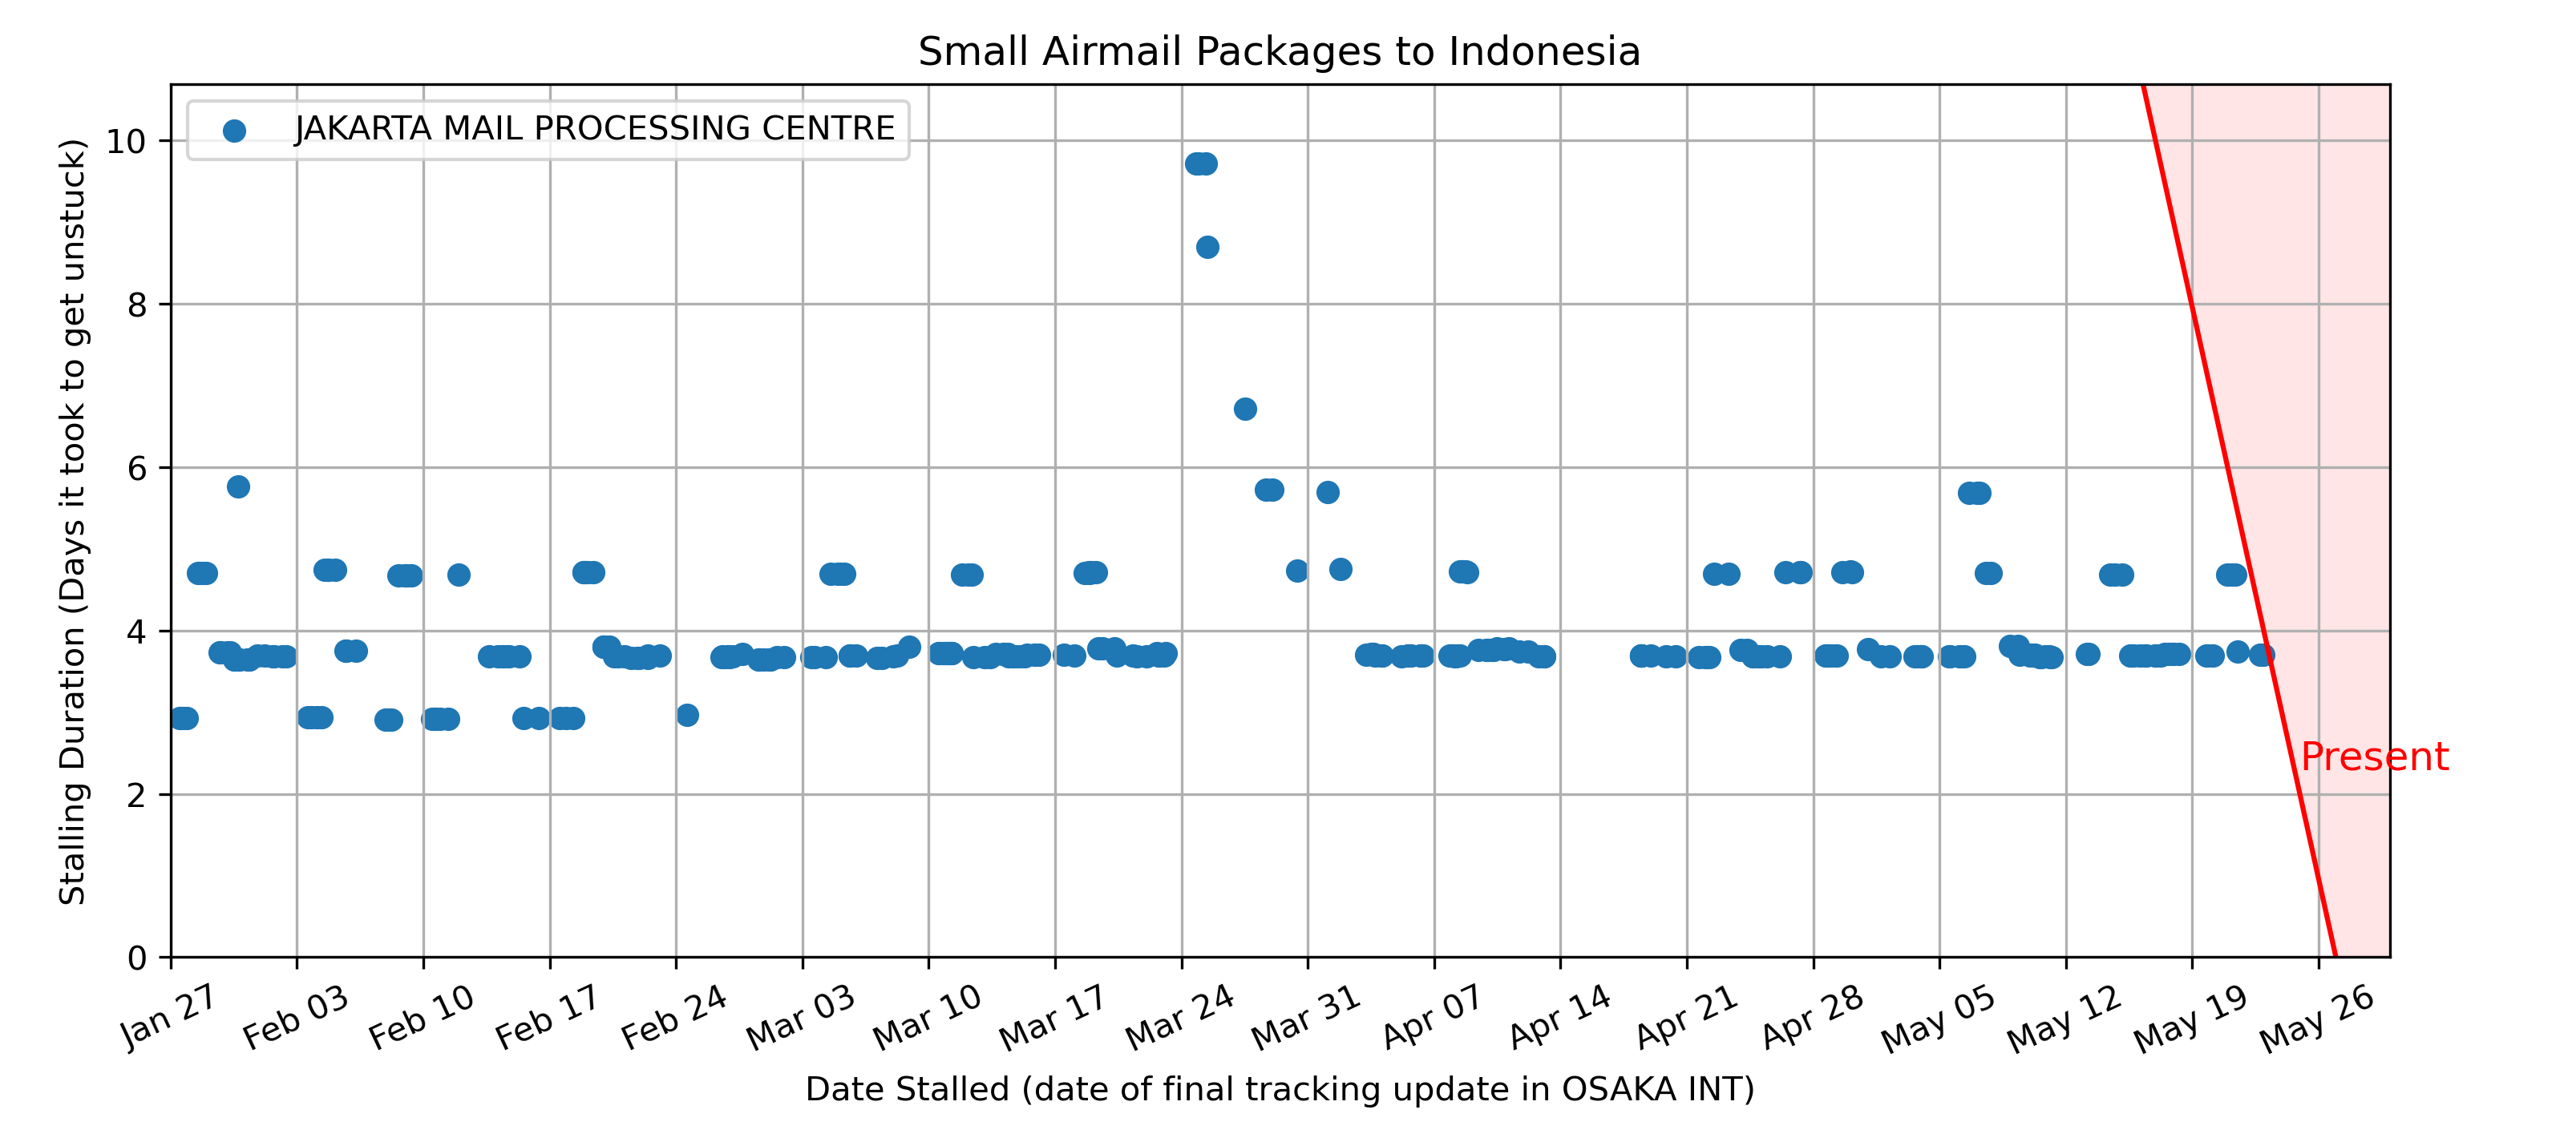 Small Airmail Packages to Indonesia
JAKARTA MAIL PROCESSING CENTRE
Stalling Duration (Days it took to get unstuck)
10
8
6
4
2
0
Present
Jan 27
Feb 03
Feb 10
Feb 17
Feb 24
Mar 03
Mar 10
Mar 17
Mar 24
Mar 31
Apr 07
Apr 14
Apr 21
Apr 28
May 05
May 12
May 19
May 26
Date Stalled (date of final tracking update in OSAKA INT)